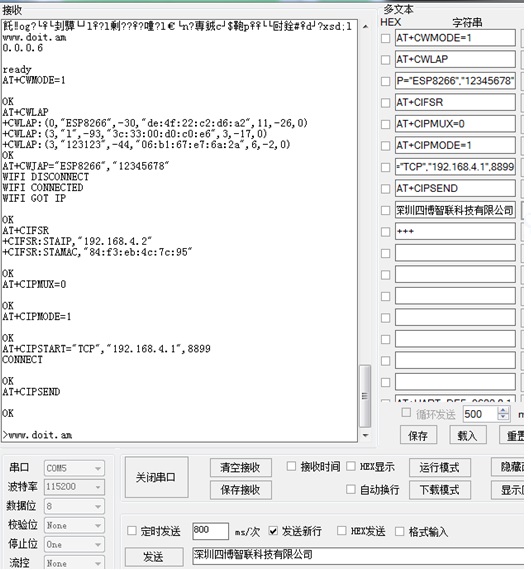 接收
www.doit.am
0.0.0.6
ready
AT+CWMODE=1
OK
AT+CWLAP
+CWLAP:(0,"ESP8266",-30,"de:4f:22:c2:d6:a2",11,-26,0)
+CWLAP:(3,"1",-93,"3c:33:00:d0:c0:e6",3,-17,0)
+CWLAP:(3,"123123",-44,"06:b1:67:e7:6a:2a",6,-2,0)
OK
AT+CWJAP="ESP8266","12345678"
WIFI DISCONNECT
WIFI CONNECTED
WIFI GOT IP
OK
AT+CIFSR
+CIFSR:STAIP,"192.168.4.2"
+CIFSR:STAMAC,"84:f3:eb:4c:7c:95"
OK
AT+CIPMUX=0
OK
AT+CIPMODE=1
OK
AT+CIPSTART="TCP","192.168.4.1",8899
CONNECT
OK
AT+CIPSEND
OK
>www.doit.am
多文本
HEX 字符串
AT+CWMODE=1
AT+CWLAP
P="ESP8266","12345678"
AT+CIFSR
AT+CIPMUX=0
AT+CIPMODE=1
="TCP","192.168.4.1",8899
AT+CIPSEND
深圳四博智联科技有限公司
+++
循环发送 500 m
保存 载入 重置
串口 COM5
波特率 115200
数据位 8
校验位 None
停止位 One
流控 None
关闭串口
清空接收 接收时间 HEX显示 运行模式 隐藏
保存接收 自动换行 下载模式 显示
定时发送 800 ms/次 发送新行 HEX发送 格式输入
发送 深圳四博智联科技有限公司